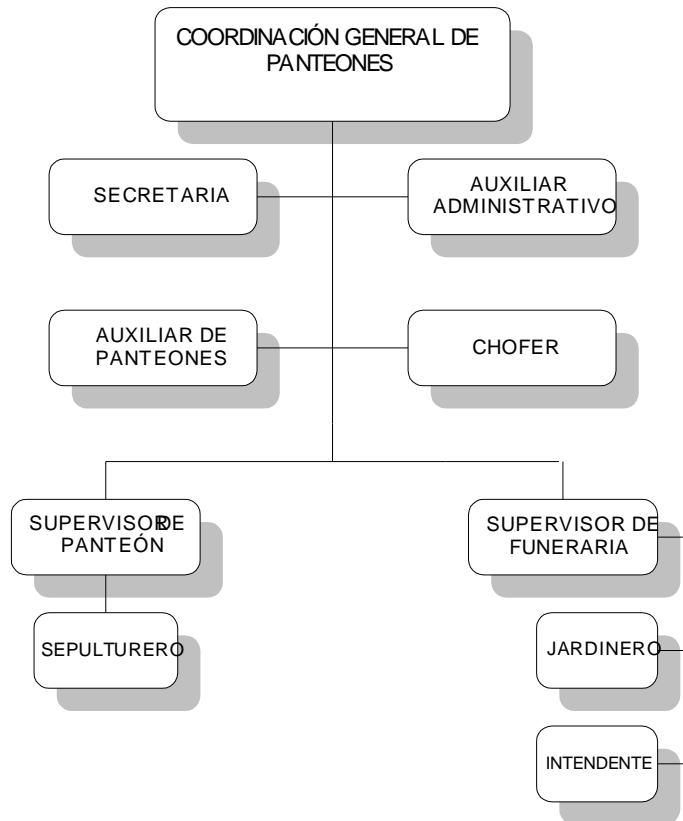 COORDINACIÓN GENERAL DE
PANTEONES
SECRETARIA
AUXILIAR
ADMINISTRATIVO
AUXILIAR DE
PANTEONES
CHOFER
SUPERVISOR DE
PANTEÓN
SUPERVISOR DE
FUNERARIA
SEPULTURERO
JARDINERO
INTENDENTE